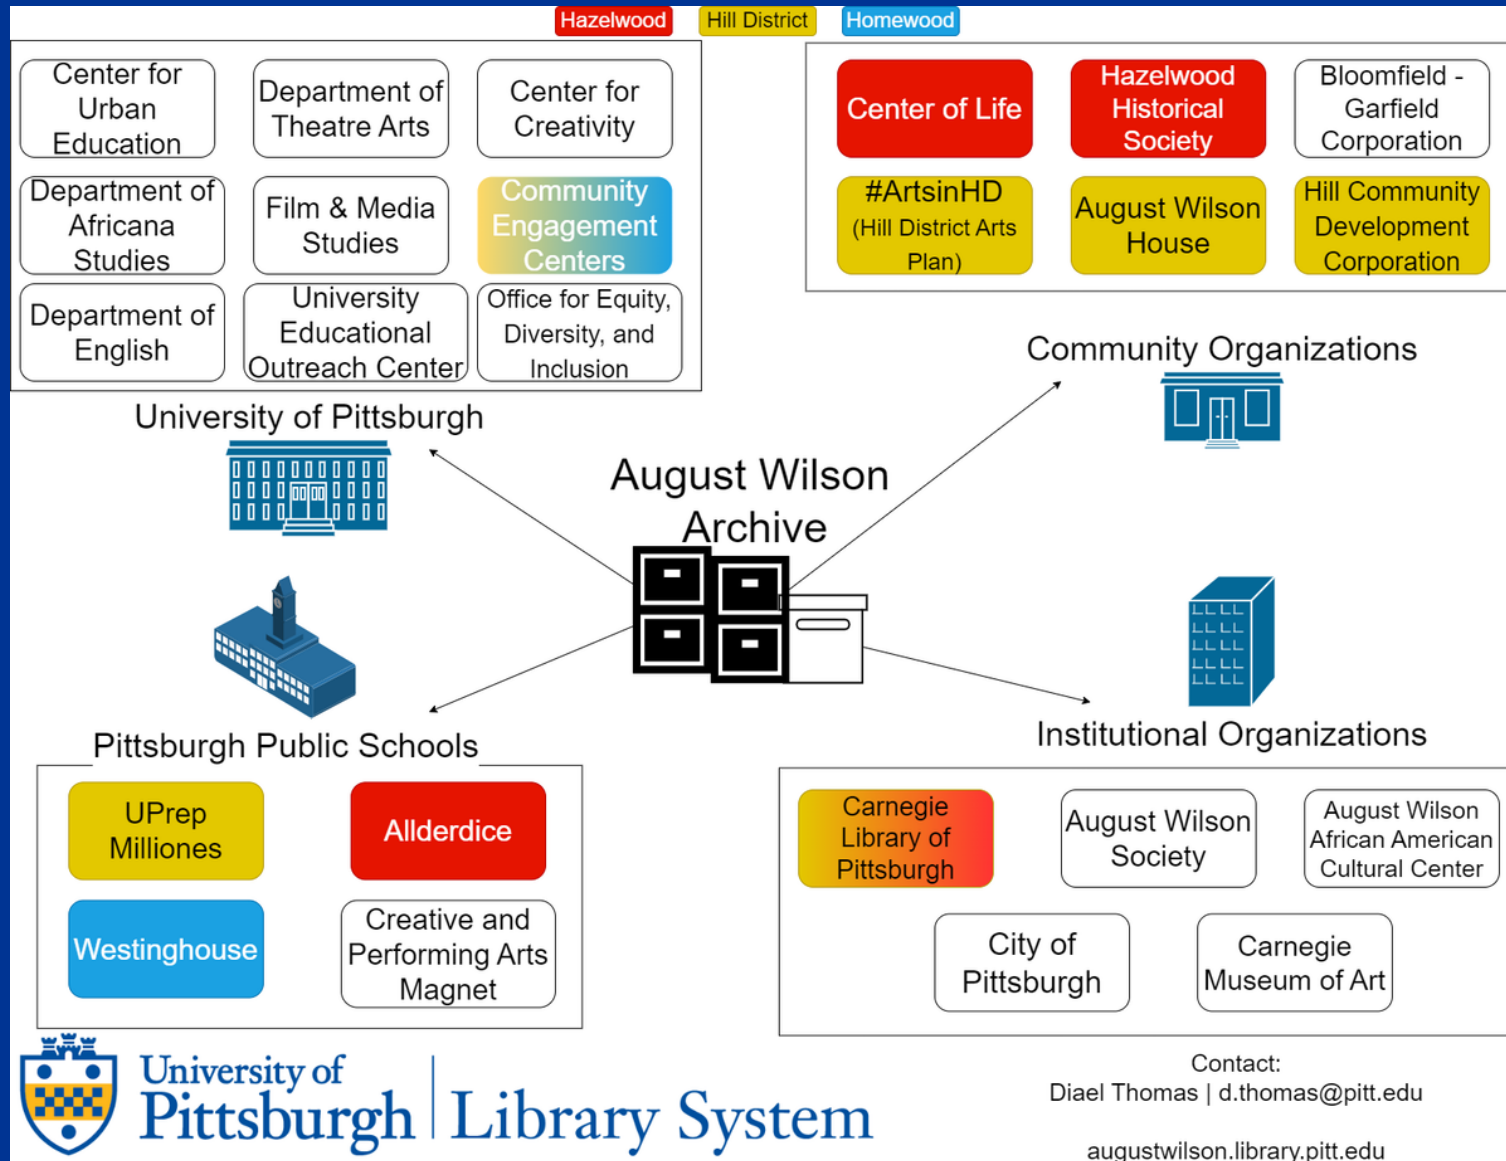 Hazelwood
Hill District
Homewood
Center for
Urban
Education
Department of
Theatre Arts
Center for
Creativity
Department of
Africana
Studies
Film & Media
Studies
Community
Engagement
Centers
Department of
English
University
Educational
Outreach Center
Office for Equity,
Diversity, and
Inclusion
University of Pittsburgh
Center of Life
Hazelwood
Historical
Society
Bloomfield -
Garfield
Corporation
#ArtsinHD
(Hill District Arts
Plan)
August Wilson
House
Hill Community
Development
Corporation
Community Organizations
August Wilson
Archive
Pittsburgh Public Schools
UPrep
Milliones
Allderdice
Westinghouse
Creative and
Performing Arts
Magnet
Institutional Organizations
Carnegie
Library of
Pittsburgh
August Wilson
Society
August Wilson
African American
Cultural Center
City of
Pittsburgh
Carnegie
Museum of Art
University of
Pittsburgh
Library System
Contact:
Diael Thomas | d.thomas@pitt.edu
augustwilson.library.pitt.edu